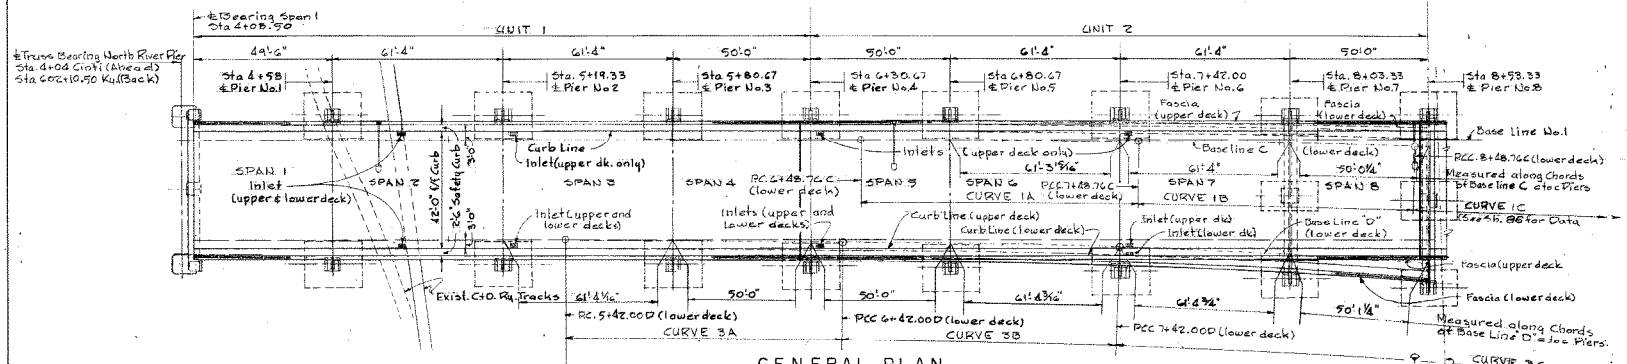 ℄ Bearing Span 1
Sta 4+08.50
UNIT 1
UNIT 2
℄ Truss Bearing North River Pier
Sta. 4+04 Cinti (Ahead)
Sta 602+10.50 Ky. (Back)
49'-6"
61'-4"
61'-4"
50'-0"
50'-0"
61'-4"
61'-4"
50'-0"
Sta 4+58
℄ Pier No.1
Sta. 5+19.33
℄ Pier No.2
Sta 5+80.67
℄ Pier No.3
Sta 6+30.67
℄ Pier No.4
Sta 6+80.67
℄ Pier No.5
Sta. 7+42.00
℄ Pier No.6
Sta. 8+03.33
℄ Pier No.7
Sta 8+53.33
℄ Pier No.8
Fascia
(upper deck)
Fascia
(lower deck)
Base Line No.1
Curb Line
Inlet (upper dk. only)
Inlets
(upper deck only)
Base line C
(lower deck)
P.C.C. 8+48.76C (lower deck)
61'-3 15/16"
61'-4"
50'-0 1/4"
Measured along Chords
of Base line C c to c Piers
SPAN 1
SPAN 2
SPAN 3
SPAN 4
SPAN 5
SPAN 6
SPAN 7
SPAN 8
Inlet
(upper & lower deck)
42'-0" c/c Curb
2'-6" Safety Curb
3'-0"
3'-0"
P.C. 6+48.76C
(lower deck)
P.C.C. 7+48.76C
(lower deck)
CURVE 1A
CURVE 1B
CURVE 1C
(See Sh. 86 for Data
Inlet (upper and
lower decks)
Inlets (upper and
lower decks)
Curb Line (upper deck)
Curb Line (lower deck)
Inlet (upper dk)
Inlet (lower dk)
Base Line "D"
(lower deck)
Fascia (upper deck
Fascia (lower deck)
Exist. C+O. Ry. Tracks
61'-4 1/16"
50'-0"
50'-0"
61'-4 3/16"
61'-4 3/4"
50'-1 1/4"
Measured along Chords
of Base Line "D" c to c Piers.
P.C. 5+42.00D (lower deck)
PCC 6+42.00D (lower deck)
PCC 7+42.00D (lower deck)
CURVE 3A
CURVE 3B
GENERAL PLAN